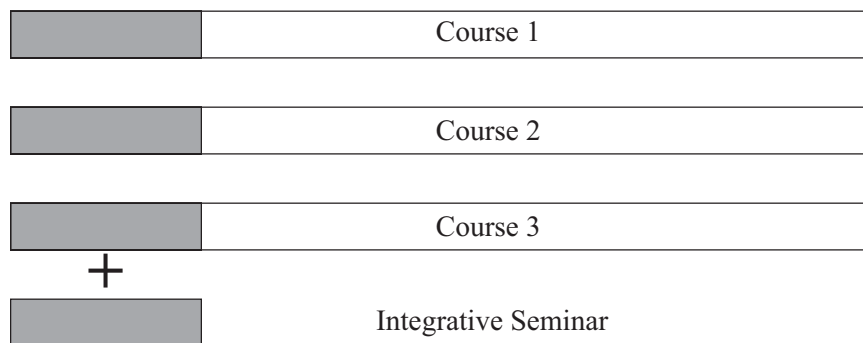 Course 1
Course 2
Course 3
+
Integrative Seminar